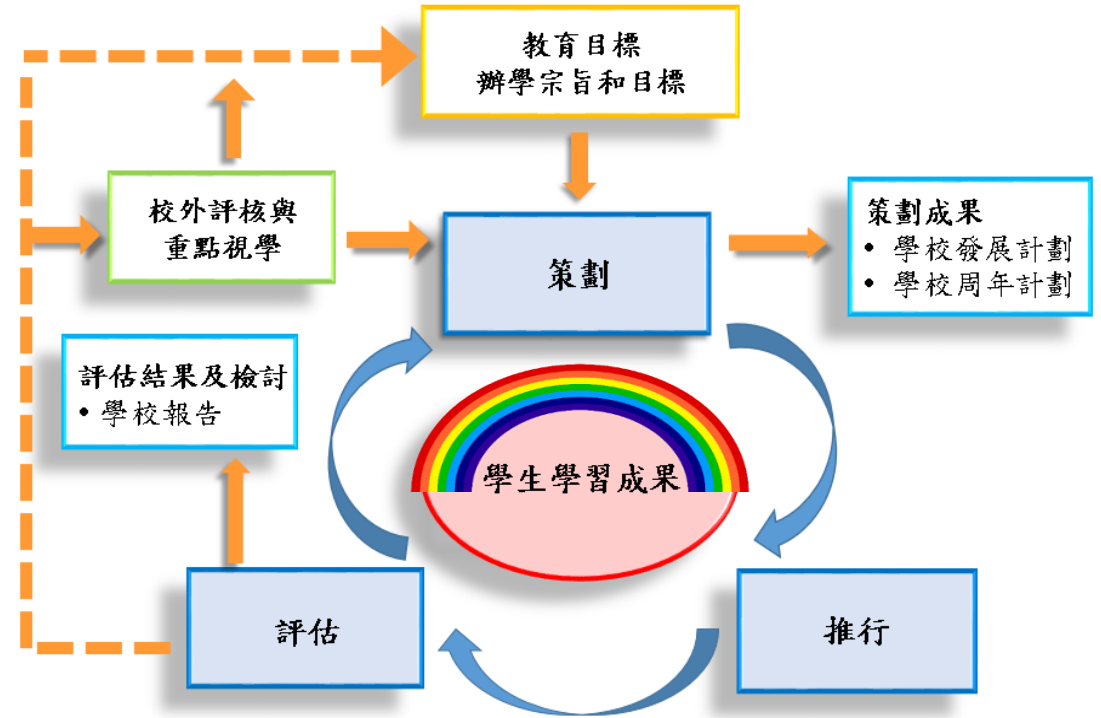 教育目標
辦學宗旨和目標
校外評核與
重點視學
策劃
策劃成果
• 學校發展計劃
• 學校周年計劃
評估結果及檢討
• 學校報告
學生學習成果
評估
推行